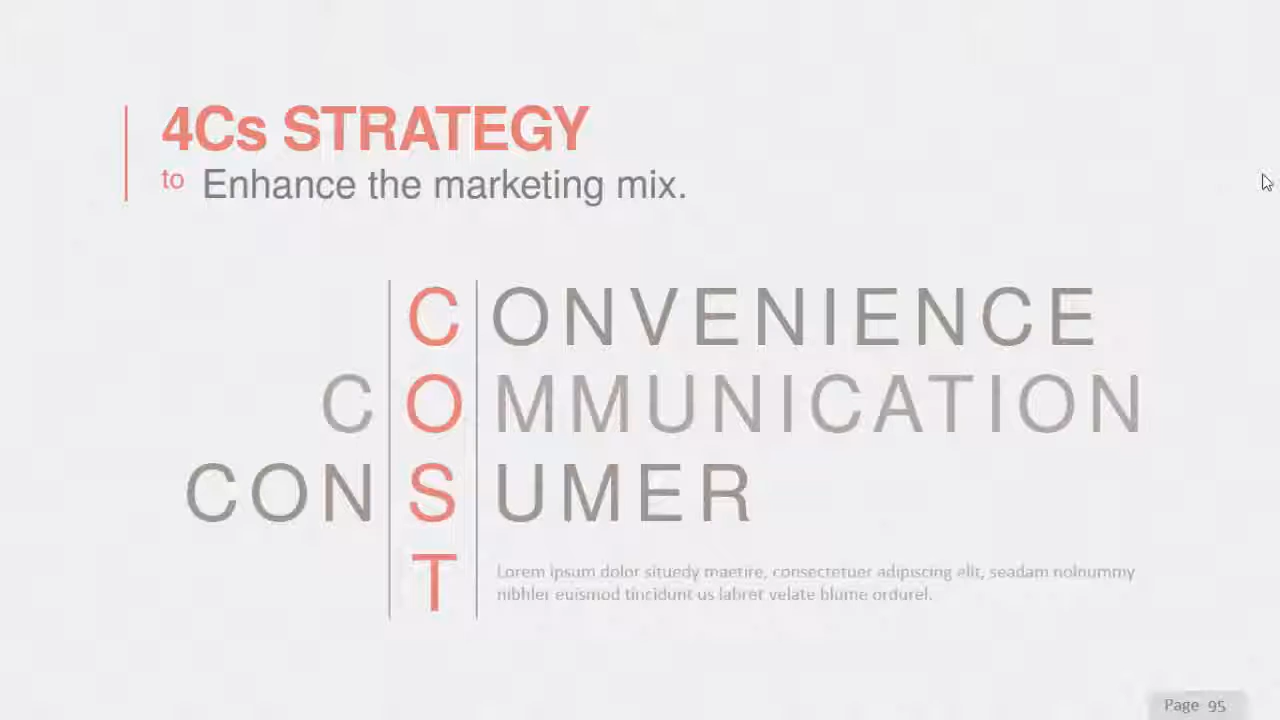 4Cs STRATEGY
to Enhance the marketing mix.
CONVENIENCE
COMMUNICATION
CONSUMER
T
Lorem ipsum dolor situedy maetire, consectetuer adipiscing elit, seadam nolnummy
nibhler euismod tincidunt us labret velate blume ordurel.
Page 95